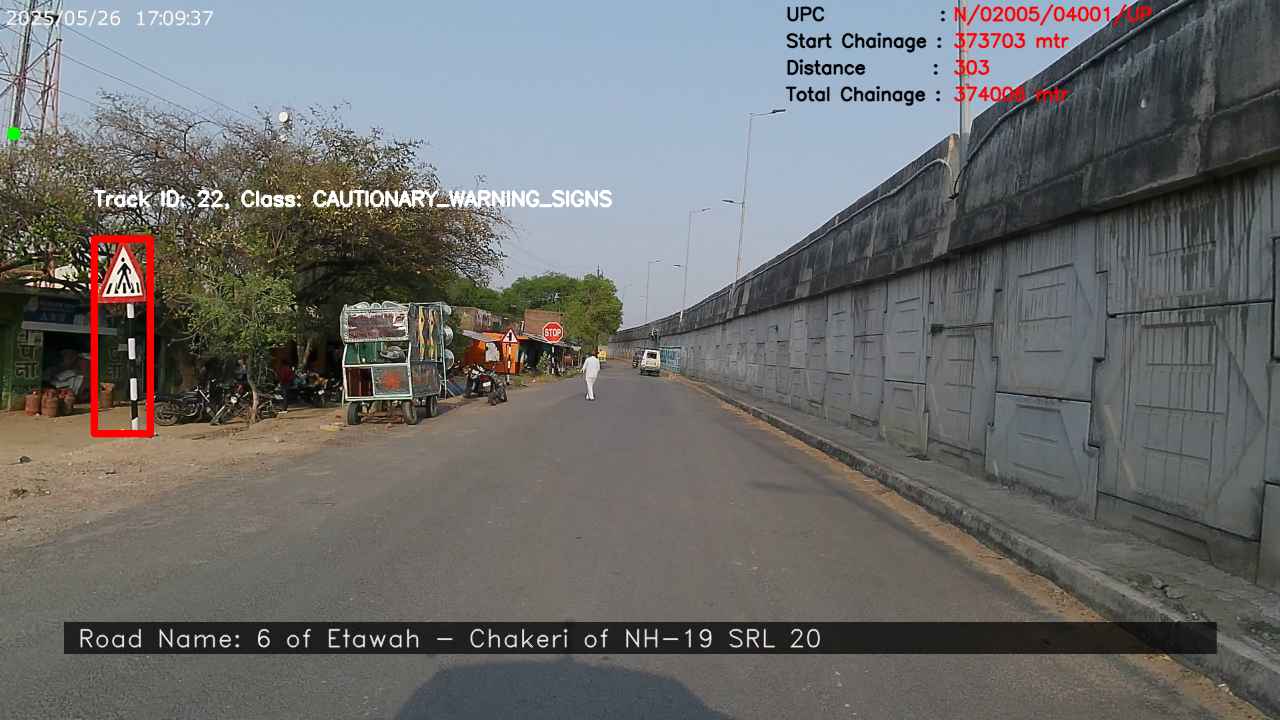 2025/05/26 17:09:37
UPC : N/02005/04001/UP
Start Chainage : 373703 mtr
Distance : 303
Total Chainage : 374006 mtr
Track ID: 22, Class: CAUTIONARY_WARNING_SIGNS
STOP
Road Name: 6 of Etawah - Chakeri of NH-19 SRL 20